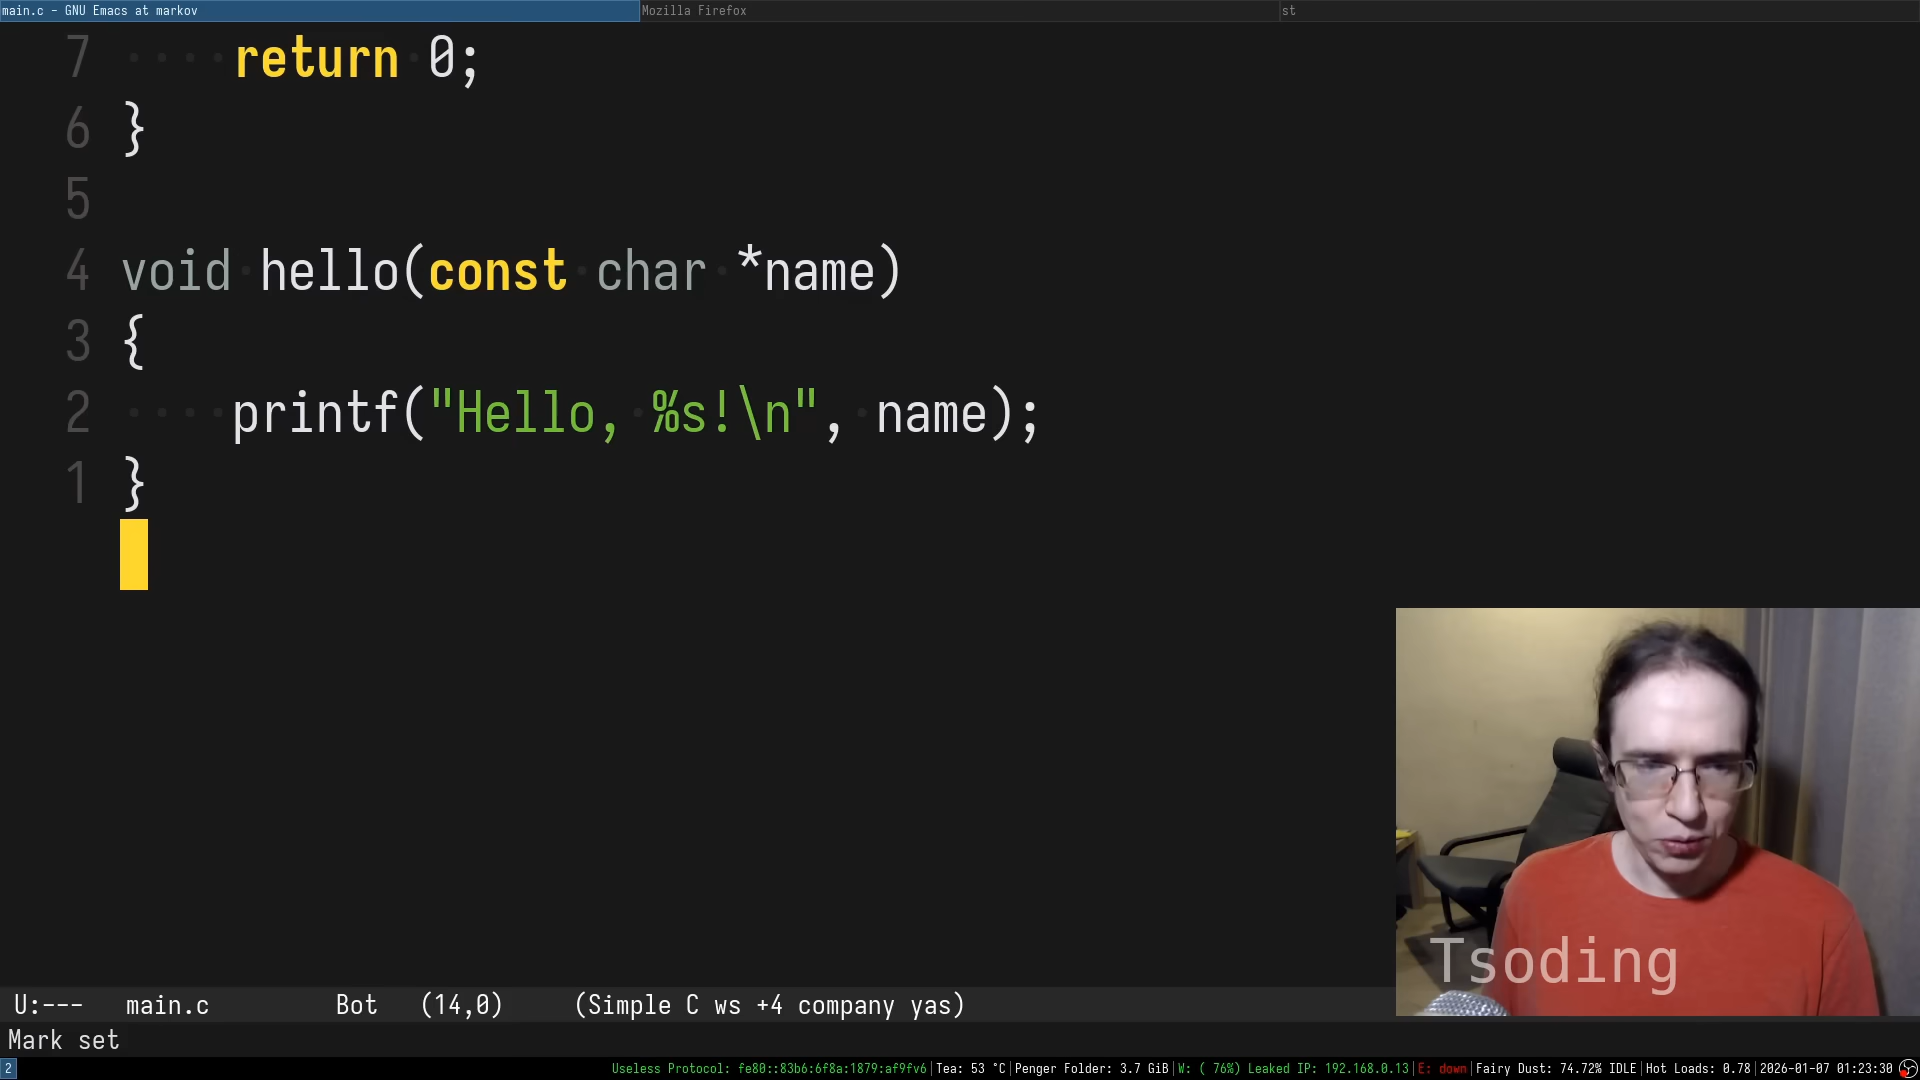 main.c - GNU Emacs at markov
Mozilla Firefox
st
7 return 0;
6 }
5
4 void hello(const char *name)
3 {
2 printf("Hello, %s!\n", name);
1 }
Tsoding
U:--- main.c Bot (14,0) (Simple C ws +4 company yas)
Mark set
2 Useless Protocol: fe80::83b6:6f8a:1879:af9fv6|Tea: 53 °C|Penger Folder: 3.7 GiB|W: ( 76%) Leaked IP: 192.168.0.13|E: down|Fairy Dust: 74.72% IDLE|Hot Loads: 0.78|2026-01-07 01:23:30